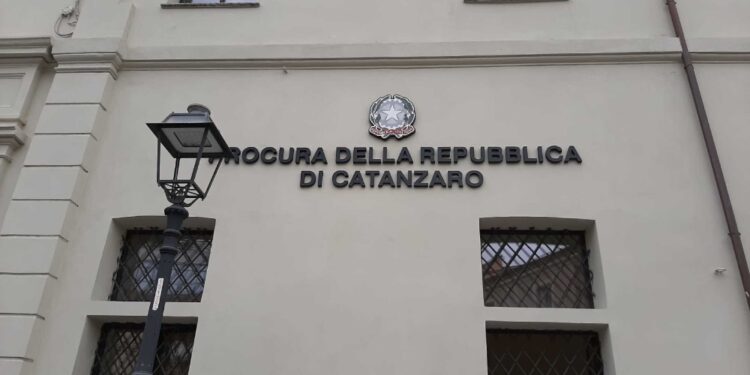 PROCURA DELLA REPUBBLICA
DI CATANZARO